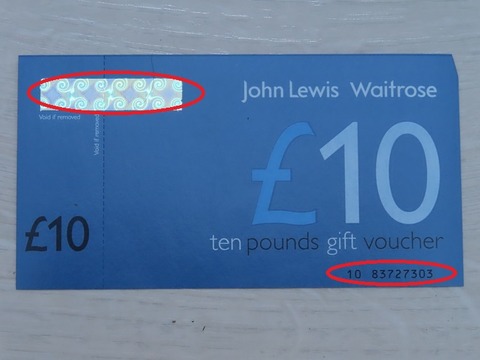 John Lewis Waitrose
Void if removed
Void if removed
£10
£10
ten pounds gift voucher
10 83727303